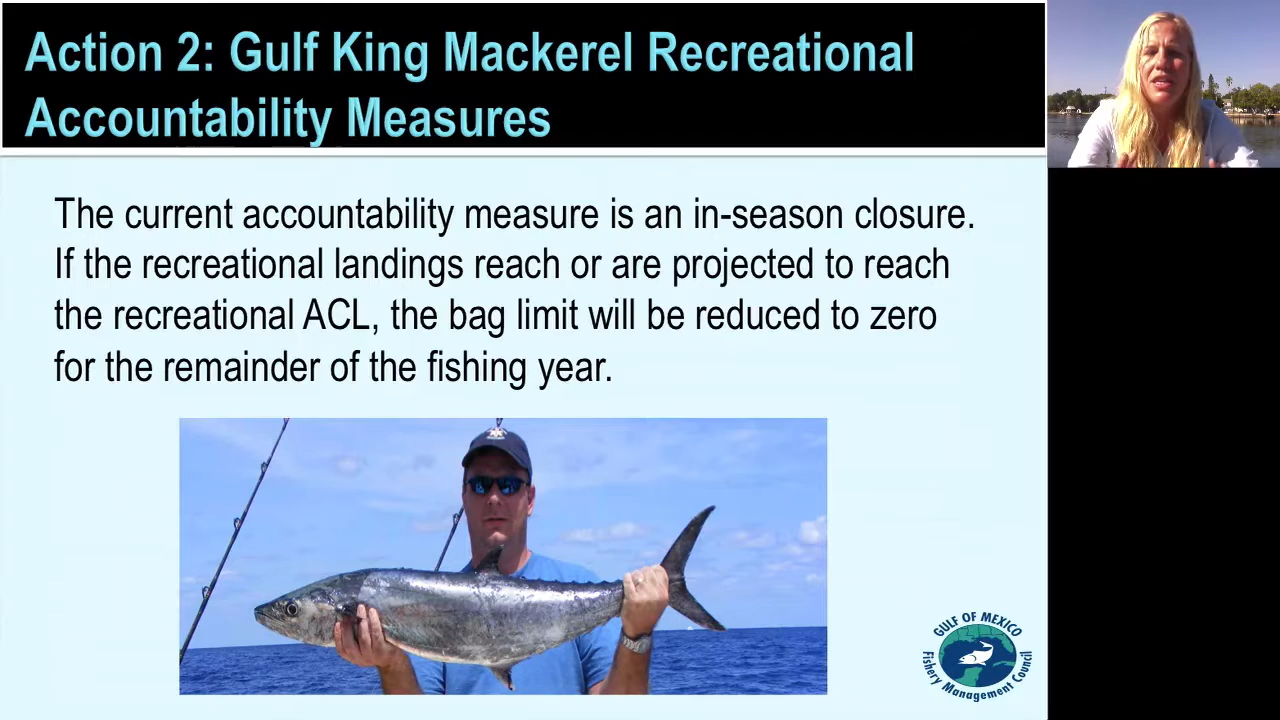 Action 2: Gulf King Mackerel Recreational
Accountability Measures
The current accountability measure is an in-season closure.
If the recreational landings reach or are projected to reach
the recreational ACL, the bag limit will be reduced to zero
for the remainder of the fishing year.
GULF OF MEXICO
Fishery Management Council